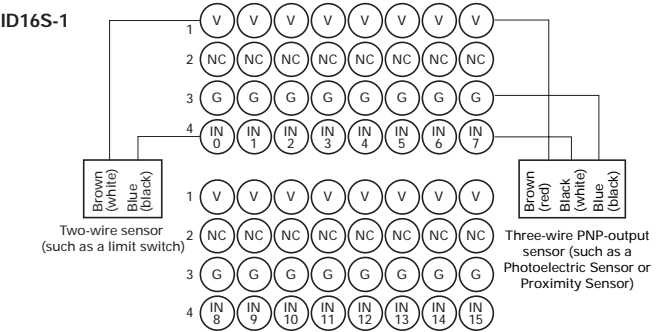 ID16S-1
1 V V V V V V V V
2 NC NC NC NC NC NC NC NC
3 G G G G G G G G
4 IN 0 IN 1 IN 2 IN 3 IN 4 IN 5 IN 6 IN 7
Brown (white)
Blue (black)
Two-wire sensor
(such as a limit switch)
Brown (red)
Black (white)
Blue (black)
Three-wire PNP-output
sensor (such as a
Photoelectric Sensor or
Proximity Sensor)
1 V V V V V V V V
2 NC NC NC NC NC NC NC NC
3 G G G G G G G G
4 IN 8 IN 9 IN 10 IN 11 IN 12 IN 13 IN 14 IN 15